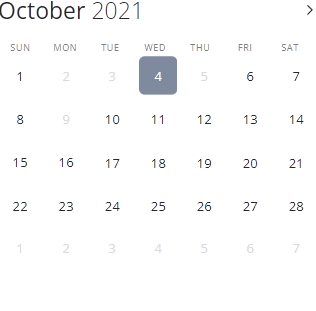 October 2021 >
SUN MON TUE WED THU FRI SAT
1 2 3 4 5 6 7
8 9 10 11 12 13 14
15 16 17 18 19 20 21
22 23 24 25 26 27 28
1 2 3 4 5 6 7